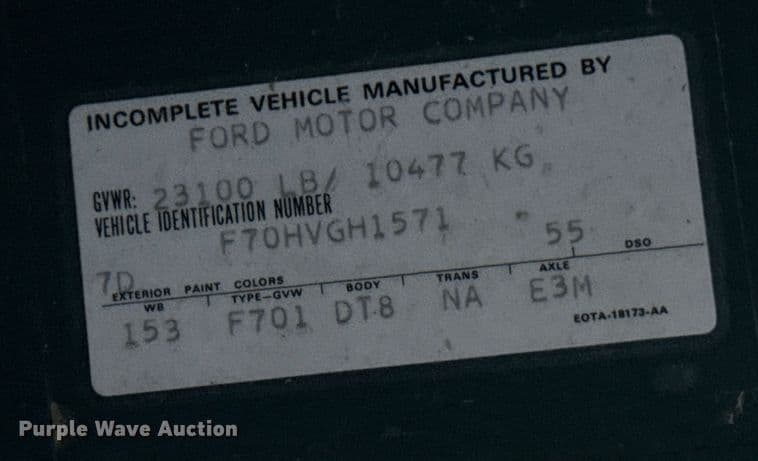 INCOMPLETE VEHICLE MANUFACTURED BY
FORD MOTOR COMPANY
GVWR: 23100 LB/ 10477 KG
VEHICLE IDENTIFICATION NUMBER
F70HVGH1571
55
7D
DSO
EXTERIOR PAINT COLORS
WB TYPE-GVW BODY TRANS AXLE
153 F701 DT8 NA E3M
EOTA-18173-AA
Purple Wave Auction